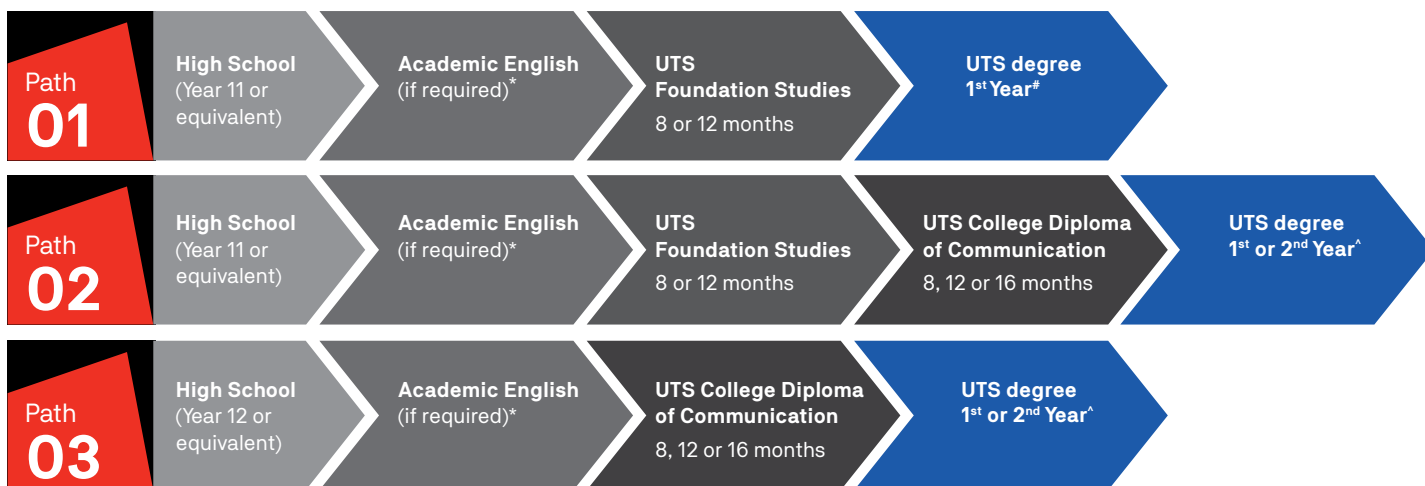 Path
01
High School
(Year 11 or
equivalent)
Academic English
(if required)*
UTS
Foundation Studies
8 or 12 months
UTS degree
1st Year#
Path
02
High School
(Year 11 or
equivalent)
Academic English
(if required)*
UTS
Foundation Studies
8 or 12 months
UTS College Diploma
of Communication
8, 12 or 16 months
UTS degree
1st or 2nd Year^
Path
03
High School
(Year 12 or
equivalent)
Academic English
(if required)*
UTS College Diploma
of Communication
8, 12 or 16 months
UTS degree
1st or 2nd Year^